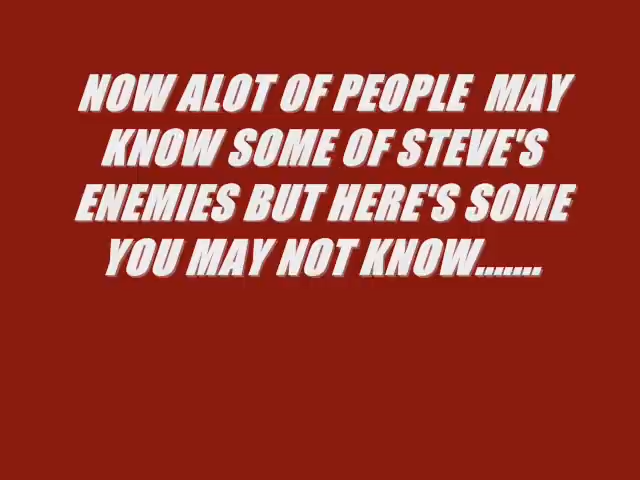 NOW ALOT OF PEOPLE MAY
KNOW SOME OF STEVE'S
ENEMIES BUT HERE'S SOME
YOU MAY NOT KNOW.......